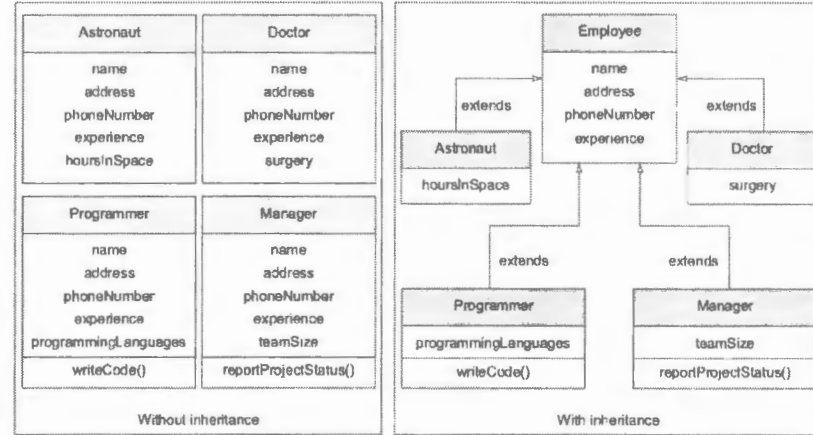 Astronaut
name
address
phoneNumber
experience
hoursInSpace
Doctor
name
address
phoneNumber
experience
surgery
Programmer
name
address
phoneNumber
experience
programmingLanguages
writeCode()
Manager
name
address
phoneNumber
experience
teamSize
reportProjectStatus()
Without inheritance
Employee
name
address
phoneNumber
experience
extends
extends
Astronaut
hoursInSpace
Doctor
surgery
extends
extends
Programmer
programmingLanguages
writeCode()
Manager
teamSize
reportProjectStatus()
With inheritance